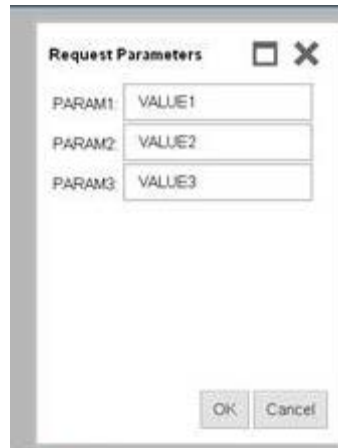 Request Parameters
PARAM1: VALUE1
PARAM2: VALUE2
PARAM3: VALUE3
OK Cancel